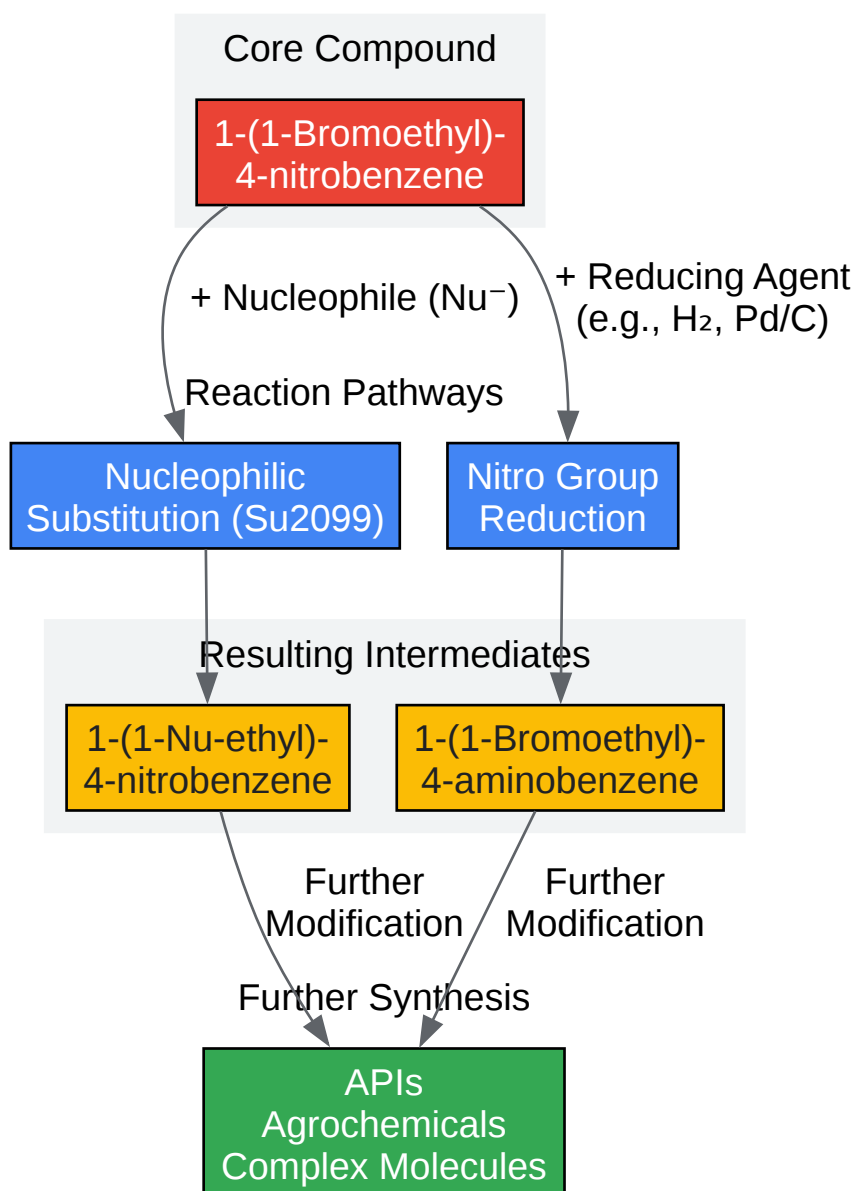 Core Compound
1-(1-Bromoethyl)-
4-nitrobenzene
+ Nucleophile (Nu⁻)
+ Reducing Agent
(e.g., H₂, Pd/C)
Reaction Pathways
Nucleophilic
Substitution (Su2099)
Nitro Group
Reduction
Resulting Intermediates
1-(1-Nu-ethyl)-
4-nitrobenzene
1-(1-Bromoethyl)-
4-aminobenzene
Further
Modification
Further
Modification
Further Synthesis
APIs
Agrochemicals
Complex Molecules